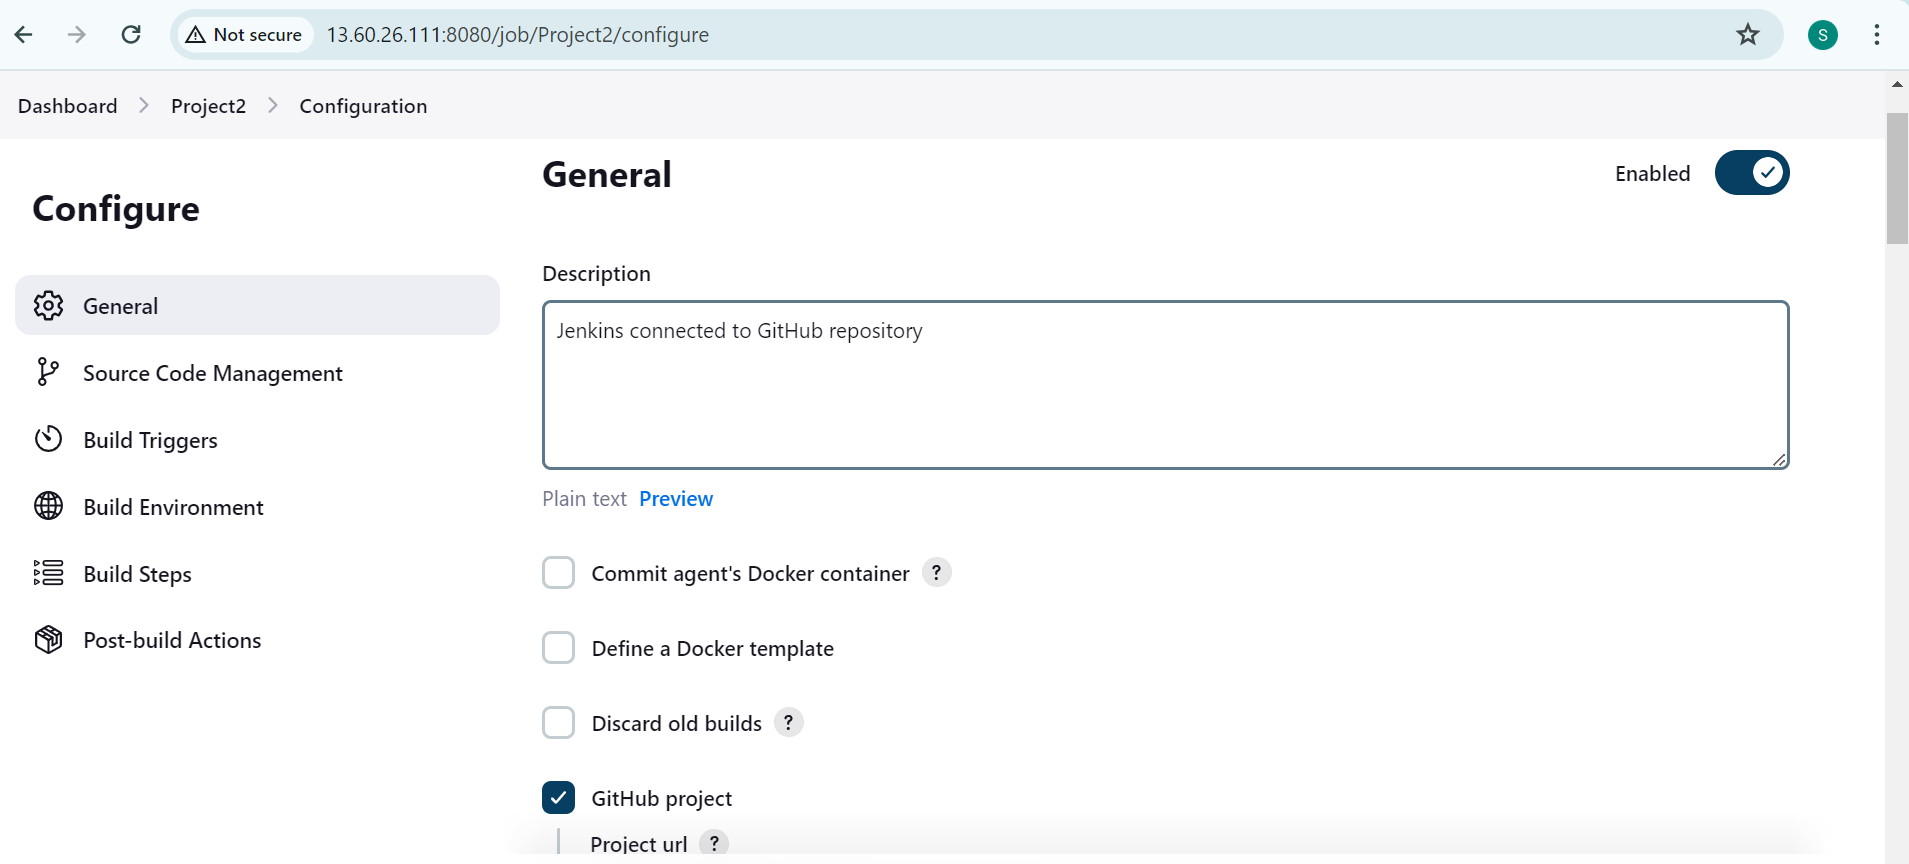 Not secure 13.60.26.111:8080/job/Project2/configure S
Dashboard Project2 Configuration
Configure
General
Source Code Management
Build Triggers
Build Environment
Build Steps
Post-build Actions
General Enabled
Description
Jenkins connected to GitHub repository
Plain text Preview
Commit agent's Docker container ?
Define a Docker template
Discard old builds ?
GitHub project
Project url ?